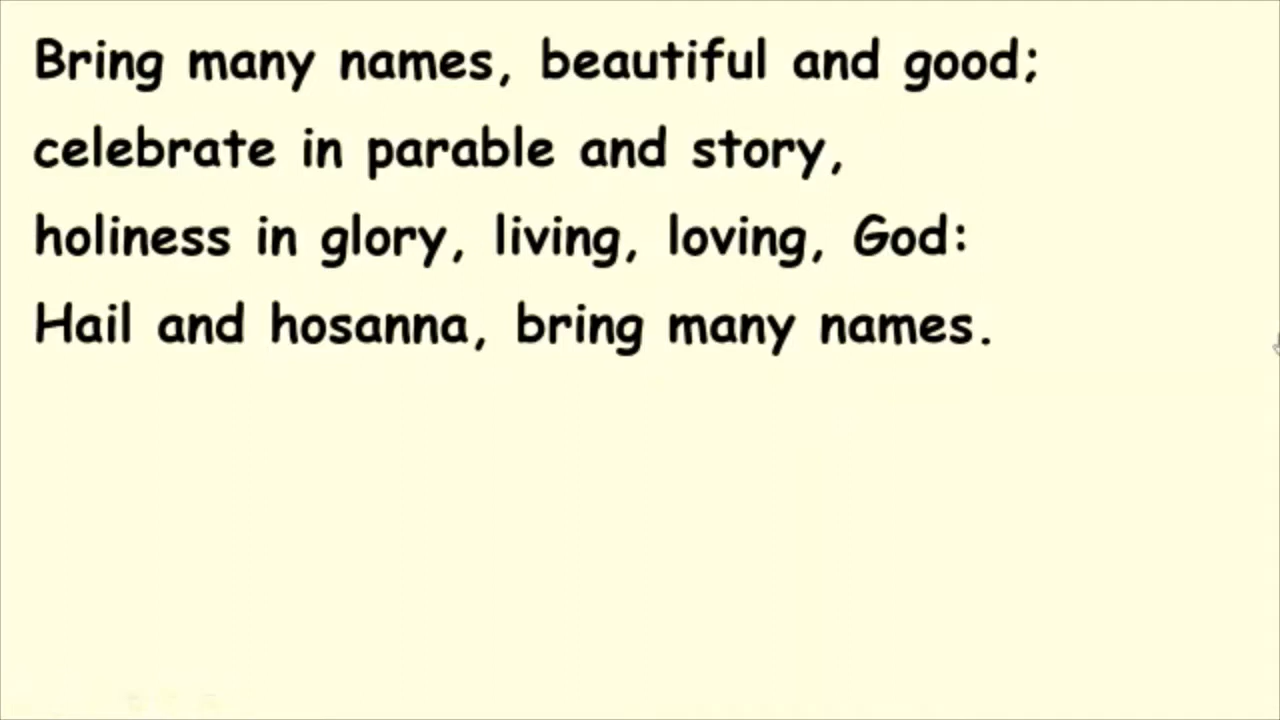 Bring many names, beautiful and good;
celebrate in parable and story,
holiness in glory, living, loving, God:
Hail and hosanna, bring many names.